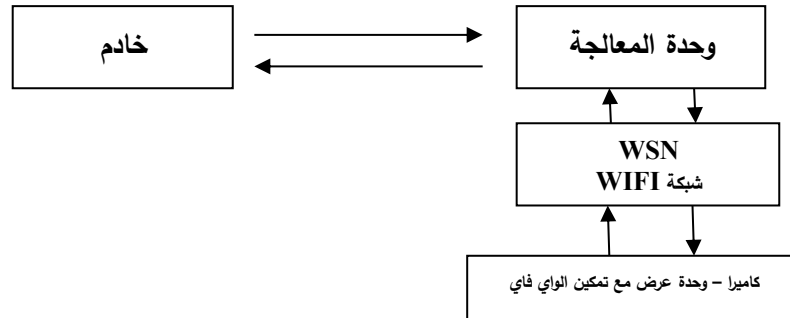 خادم
وحدة المعالجة
WSN
شبكة WIFI
كاميرا – وحدة عرض مع تمكين الواي فاي